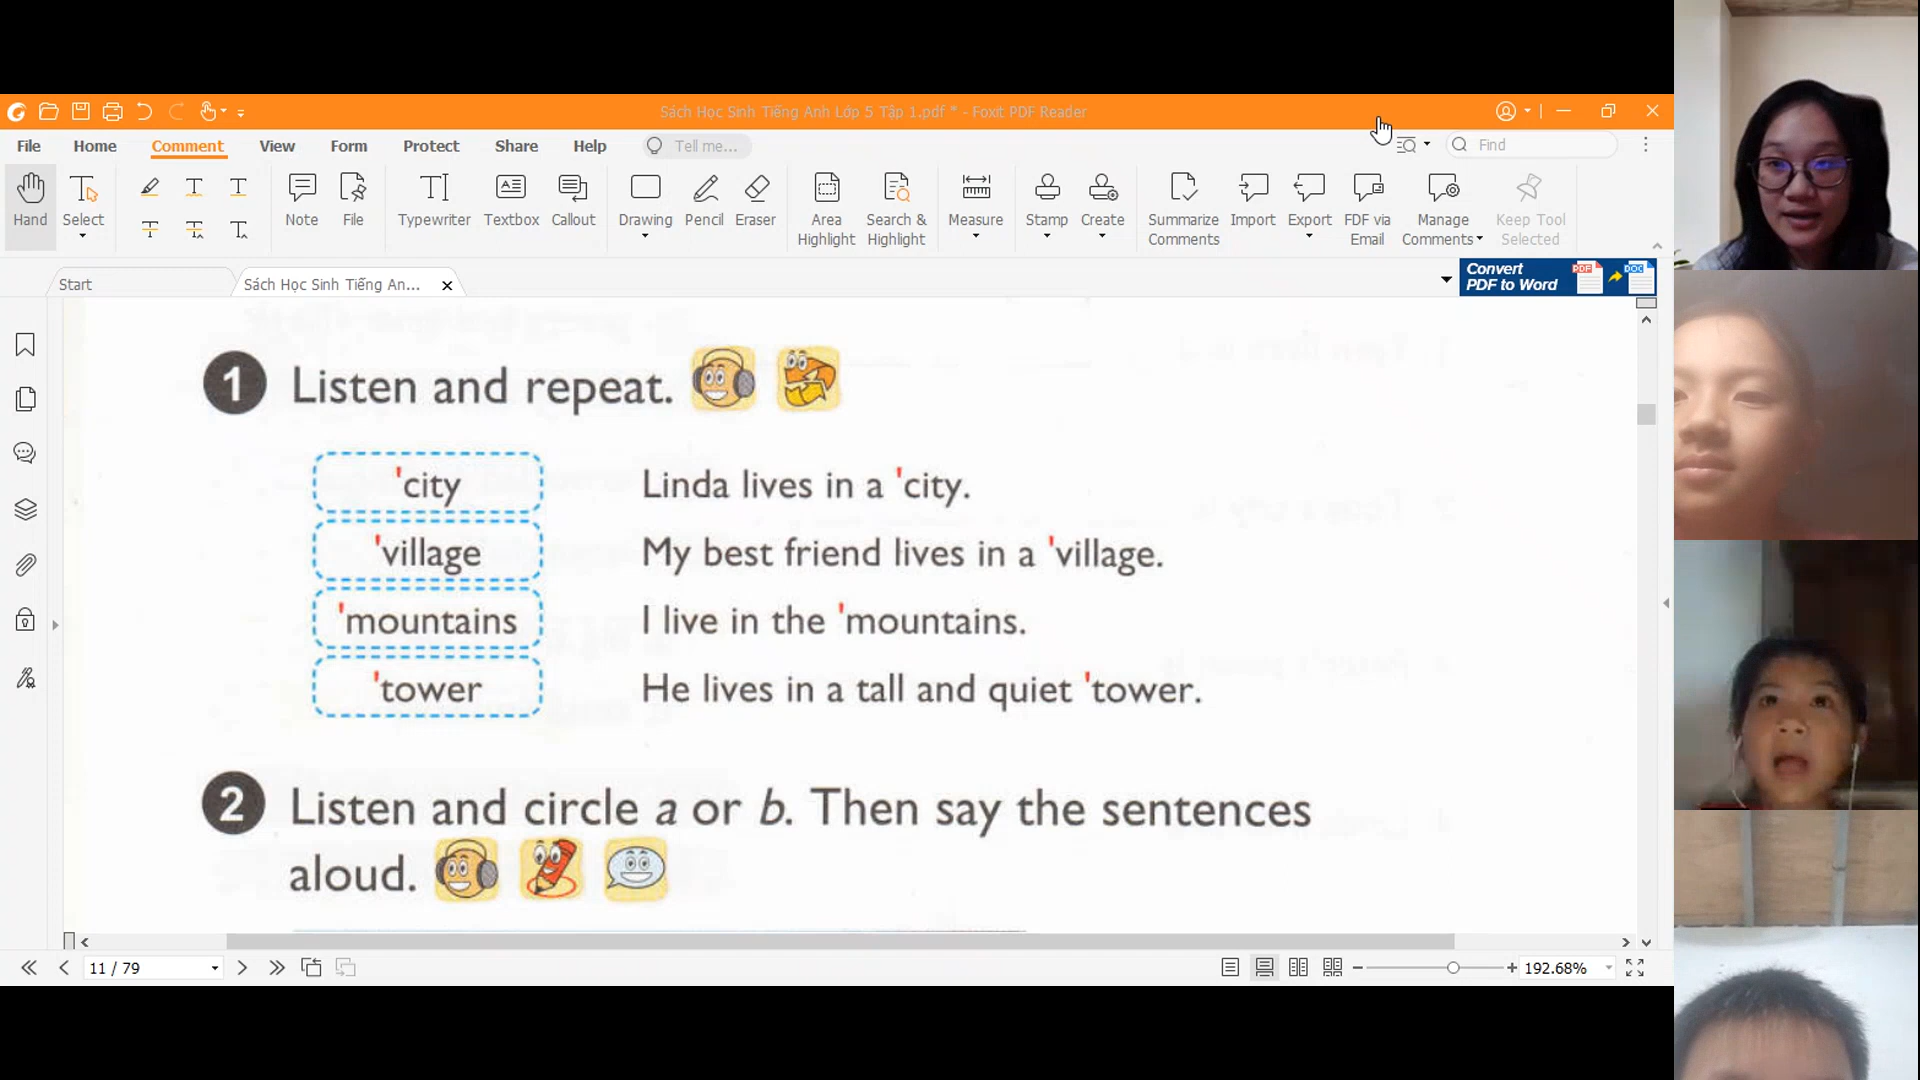 Sách Học Sinh Tiếng Anh Lớp 5 Tập 1.pdf * - Foxit PDF Reader
File Home Comment View Form Protect Share Help Tell me... Find
Hand Select Note File Typewriter Textbox Callout Drawing Pencil Eraser Area Highlight Search & Highlight Measure Stamp Create Summarize Comments Import Export FDF via Email Manage Comments Keep Tool Selected
Start Sách Học Sinh Tiếng An... Convert PDF to Word PDF DOC
1 Listen and repeat.
'city Linda lives in a 'city.
'village My best friend lives in a 'village.
'mountains I live in the 'mountains.
'tower He lives in a tall and quiet 'tower.
2 Listen and circle a or b. Then say the sentences
aloud.
11 / 79 192.68%